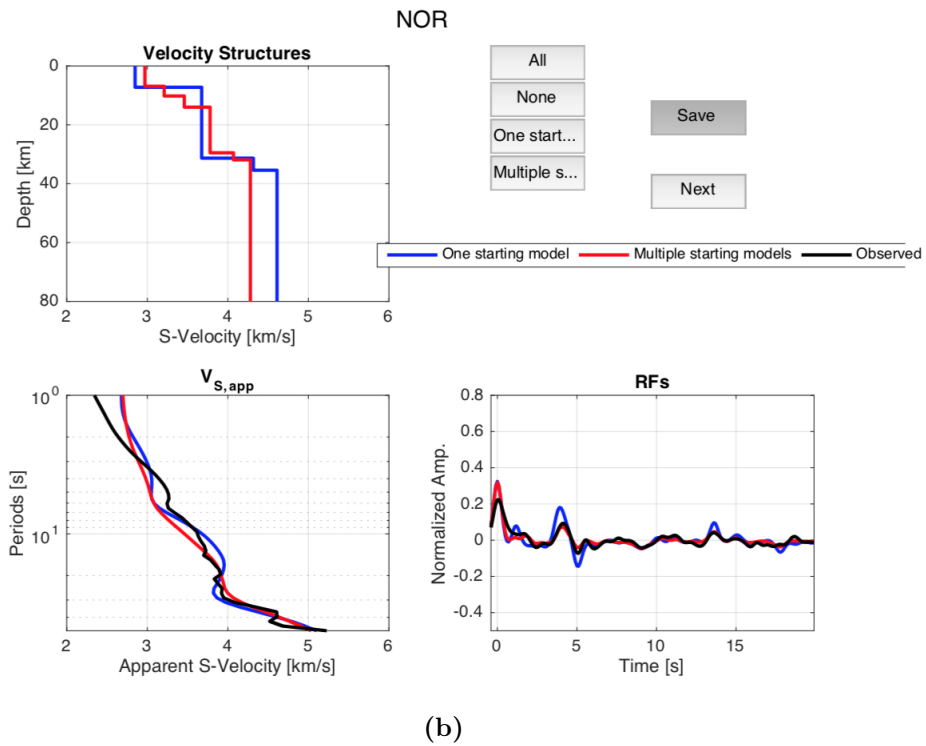 NOR
Velocity Structures
0
20
40
60
80
Depth [km]
2 3 4 5 6
S-Velocity [km/s]
All
None
One start...
Multiple s...
Save
Next
One starting model Multiple starting models Observed
V_S,app
10^0
10^1
Periods [s]
2 3 4 5 6
Apparent S-Velocity [km/s]
RFs
0.8
0.6
0.4
0.2
0
-0.2
-0.4
Normalized Amp.
0 5 10 15
Time [s]
(b)